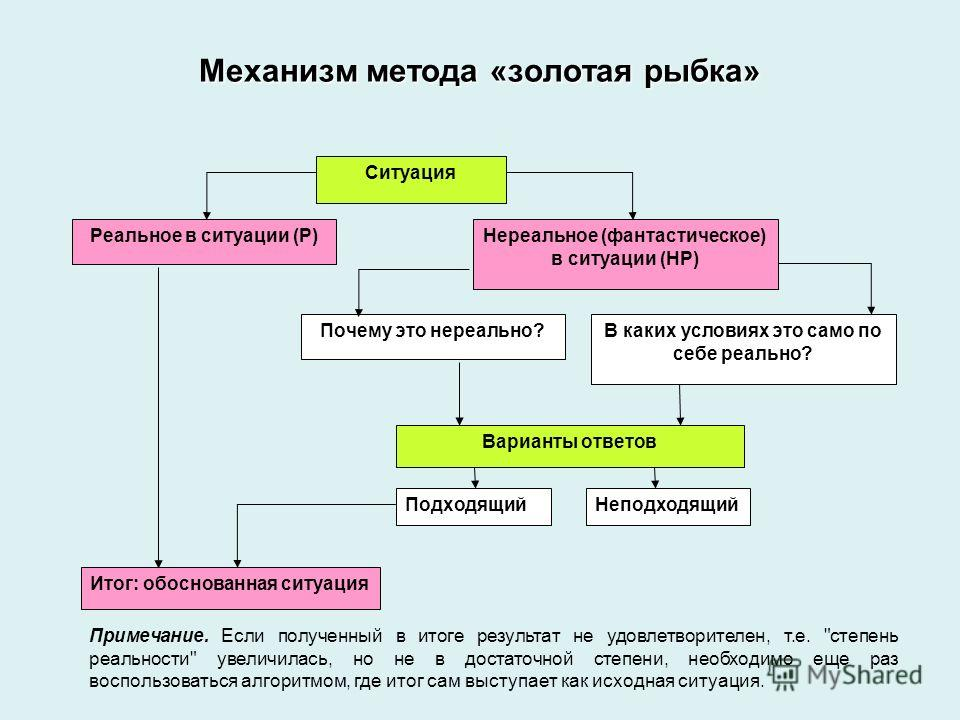 Механизм метода «золотая рыбка»
Ситуация
Реальное в ситуации (Р)
Нереальное (фантастическое)
в ситуации (НР)
Почему это нереально?
В каких условиях это само по
себе реально?
Варианты ответов
Подходящий
Неподходящий
Итог: обоснованная ситуация
Примечание. Если полученный в итоге результат не удовлетворителен, т.е. "степень
реальности" увеличилась, но не в достаточной степени, необходимо еще раз
воспользоваться алгоритмом, где итог сам выступает как исходная ситуация.
MyShared